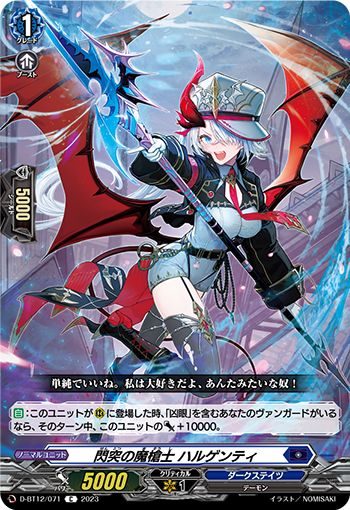 1
グレード
ブースト
5000
シールド
単純でいいね。私は大好きだよ、あんたみたいな奴！
自：このユニットがⓇに登場した時、「凶眼」を含むあなたのヴァンガードがいる
なら、そのターン中、このユニットの+10000。
ノーマルユニット
閃突の魔槍士 ハルゲンティ
パワー
5000
クリティカル
1
ダークステイツ
デーモン
D-BT12/071 C 2023
イラスト／NOMISAKI